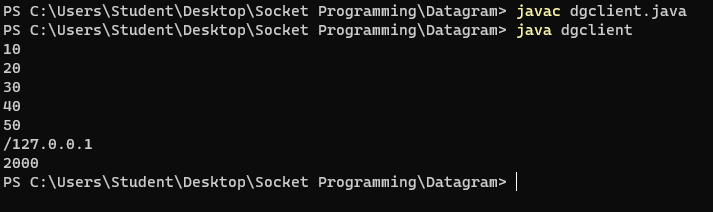 PS C:\Users\Student\Desktop\Socket Programming\Datagram> javac dgclient.java
PS C:\Users\Student\Desktop\Socket Programming\Datagram> java dgclient
10
20
30
40
50
/127.0.0.1
2000
PS C:\Users\Student\Desktop\Socket Programming\Datagram>